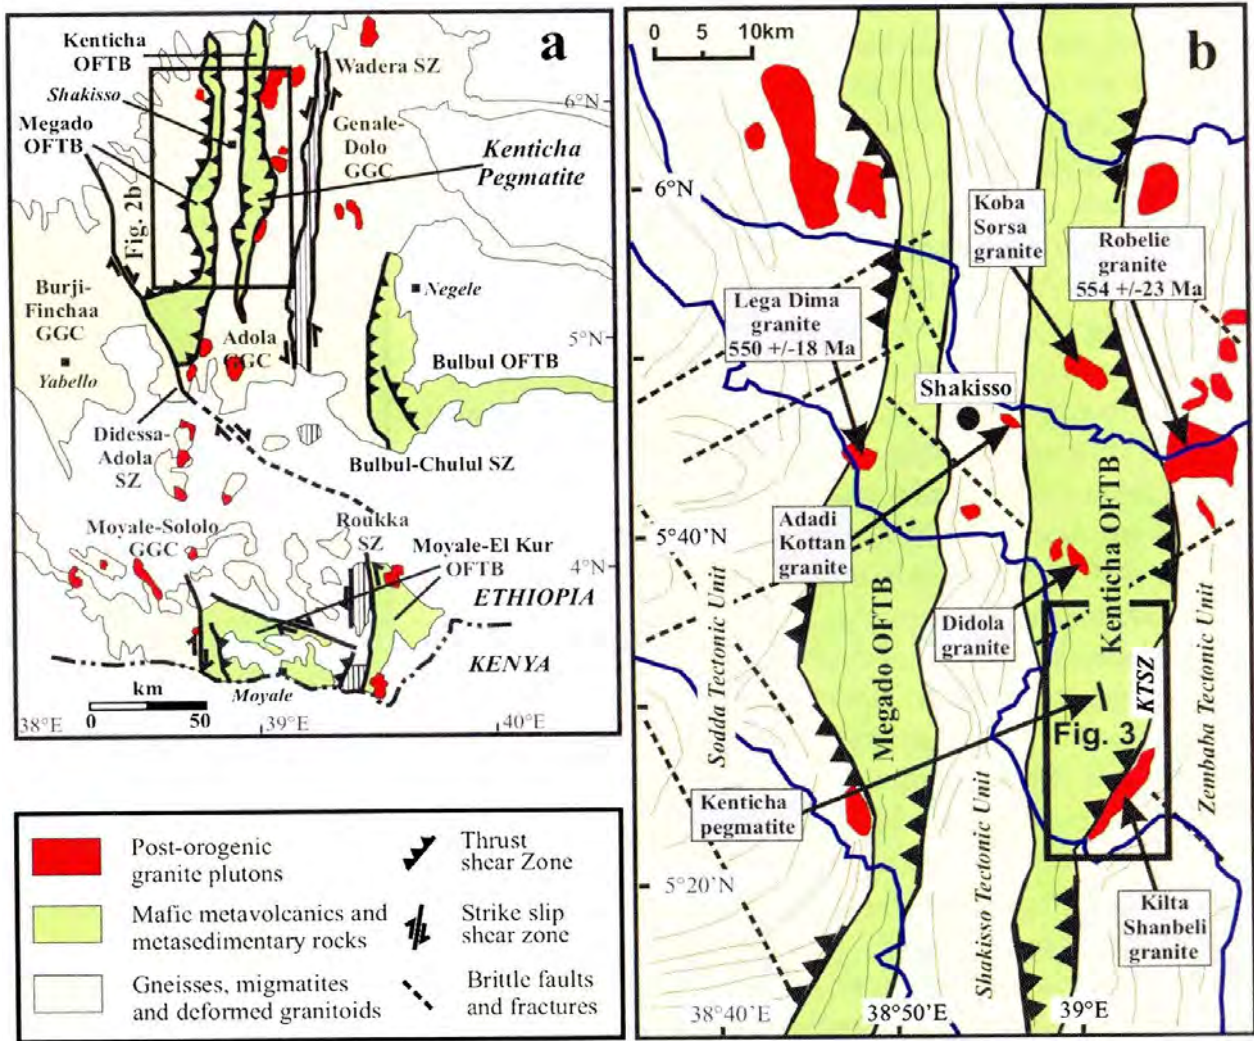 a
Kenticha
OFTB
Shakisso
Megado
OFTB
Wadera SZ
6°N
Genale-
Dolo
GGC
Kenticha
Pegmatite
Fig. 2b
Burji-
Finchaa
GGC
Yabello
Negele
5°N
Adola
GGC
Bulbul OFTB
Didessa-
Adola
SZ
Bulbul-Chulul SZ
Moyale-Sololo
GGC
Roukka
SZ
Moyale-El Kur
OFTB
4°N
ETHIOPIA
KENYA
km
0 50
Moyale
38°E
39°E
40°E
Post-orogenic
granite plutons
Mafic metavolcanics and
metasedimentary rocks
Gneisses, migmatites
and deformed granitoids
Thrust
shear Zone
Strike slip
shear zone
Brittle faults
and fractures
b
0 5 10km
6°N
Koba
Sorsa
granite
Robelie
granite
554 +/-23 Ma
Lega Dima
granite
550 +/-18 Ma
Shakisso
Adadi
Kottan
granite
5°40'N
Sodda Tectonic Unit
Megado OFTB
Didola
granite
Kenticha OFTB
KTSZ
Fig. 3
Zembaba Tectonic Unit
Kenticha
pegmatite
Shakisso Tectonic Unit
5°20'N
Kilta
Shanbeli
granite
38°40'E
38°50'E
39°E